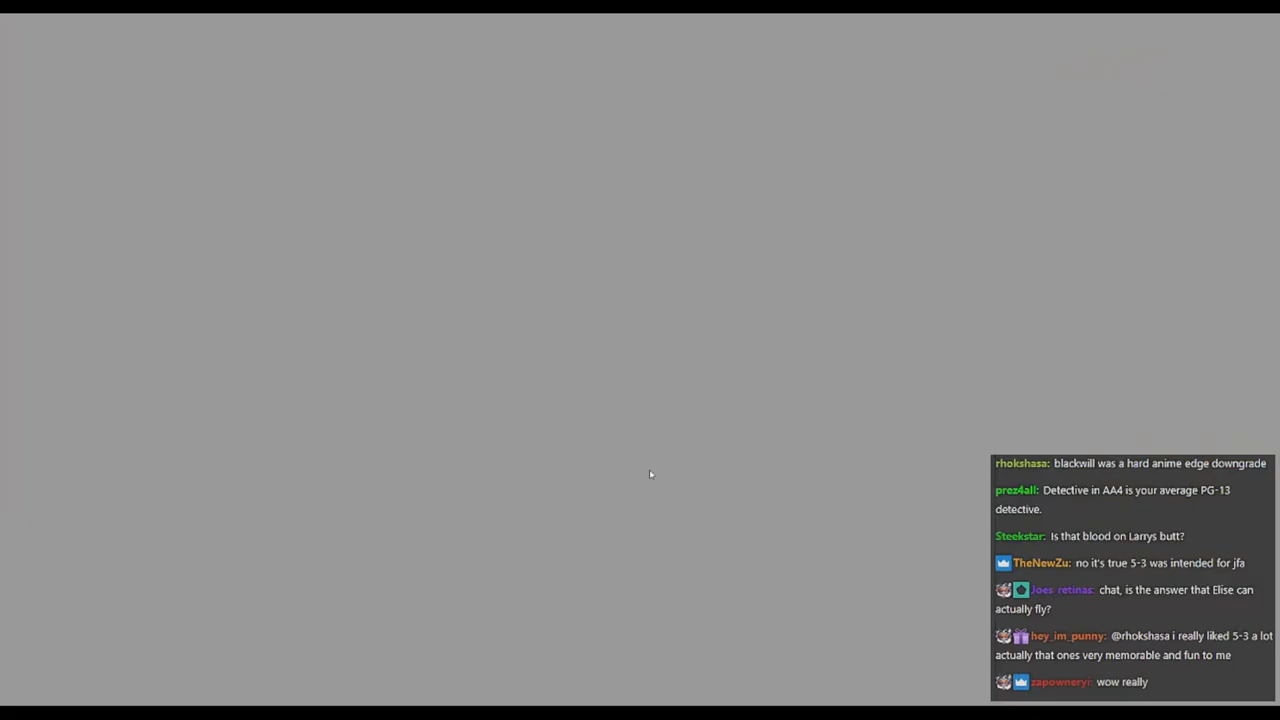 rhokshasa: blackwill was a hard anime edge downgrade
prez4all: Detective in AA4 is your average PG-13
detective.
Steekstar: Is that blood on Larrys butt?
TheNewZu: no it's true 5-3 was intended for jfa
Joes_retinas: chat, is the answer that Elise can
actually fly?
hey_im_punny: @rhokshasa i really liked 5-3 a lot
actually that ones very memorable and fun to me
zapowneryi: wow really